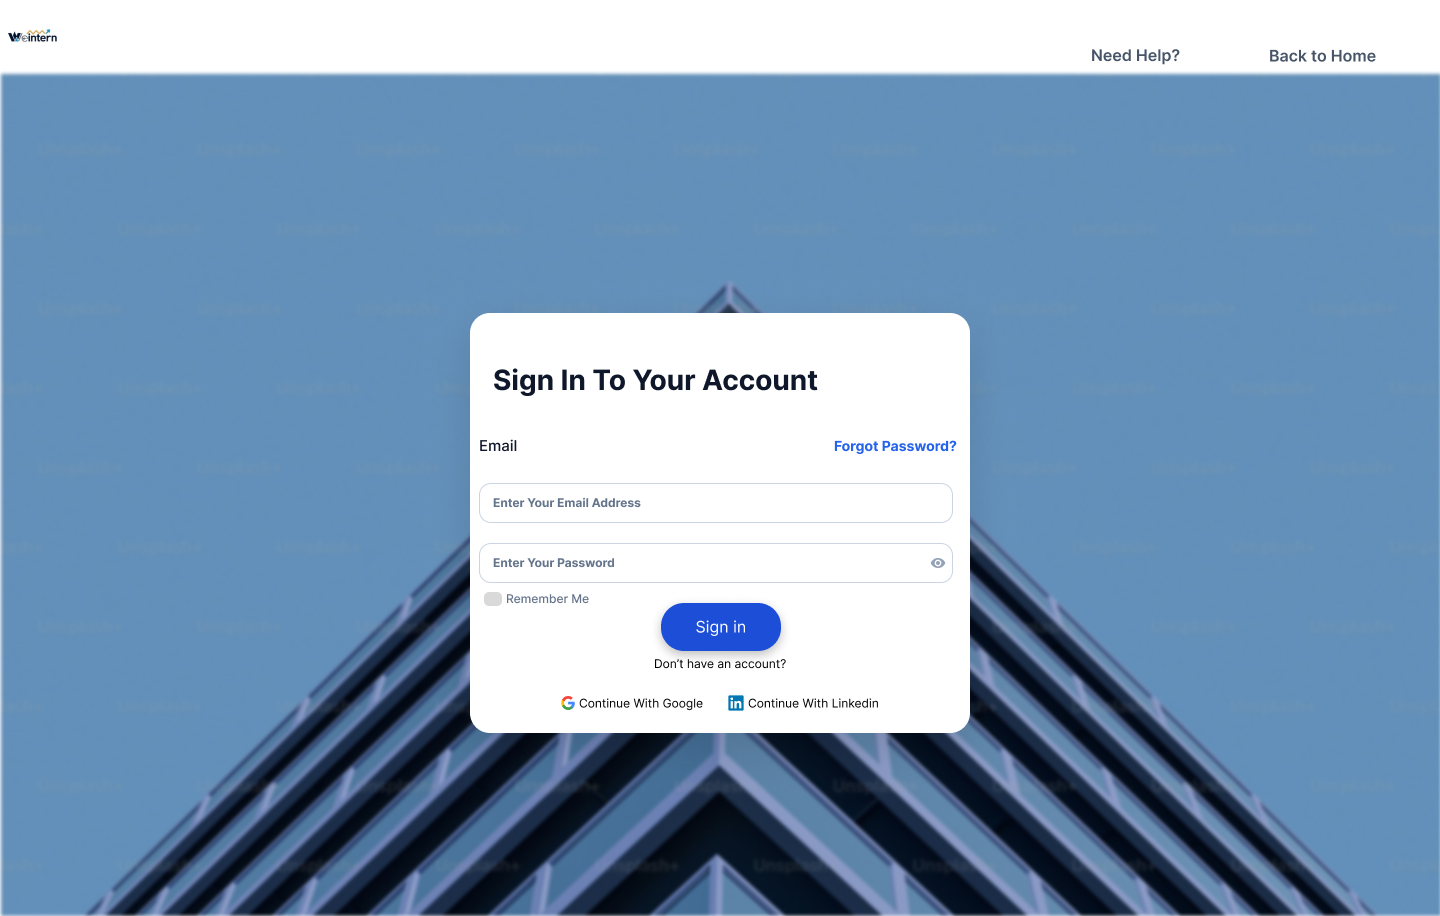 Weintern
Need Help?
Back to Home
Sign In To Your Account
Email
Forgot Password?
Enter Your Email Address
Enter Your Password
Remember Me
Sign in
Don't have an account?
Continue With Google
Continue With Linkedin
Unsplash+